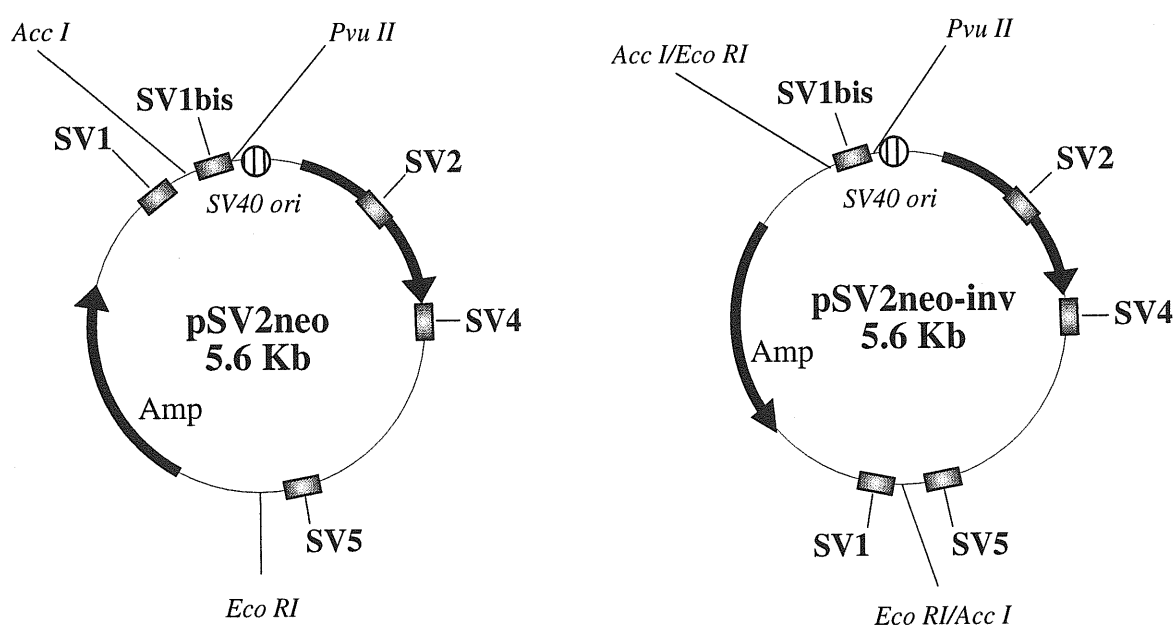 Acc I
Pvu II
SV1bis
SV1
SV2
SV40 ori
pSV2neo
5.6 Kb
SV4
Amp
SV5
Eco RI
Pvu II
Acc I/Eco RI
SV1bis
SV2
SV40 ori
pSV2neo-inv
5.6 Kb
SV4
Amp
SV1
SV5
Eco RI/Acc I